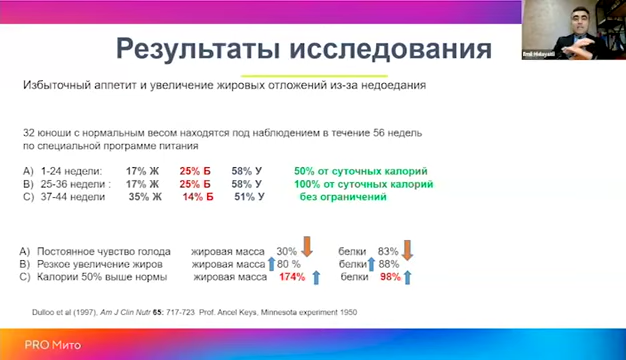 Результаты исследования
Избыточный аппетит и увеличение жировых отложений из-за недоедания
32 юноши с нормальным весом находятся под наблюдением в течение 56 недель
по специальной программе питания
А) 1-24 недели: 17% Ж 25% Б 58% У 50% от суточных калорий
В) 25-36 недели : 17% Ж 25% Б 58% У 100% от суточных калорий
С) 37-44 недели 35% Ж 14% Б 51% У без ограничений
А) Постоянное чувство голода жировая масса 30% белки 83%
В) Резкое увеличение жиров жировая масса 80 % белки 88%
С) Калории 50% выше нормы жировая масса 174% белки 98%
Dulloo et al (1997), Am J Clin Nutr 65: 717-723 Prof. Ancel Keys, Minnesota experiment 1950
PRO Мито